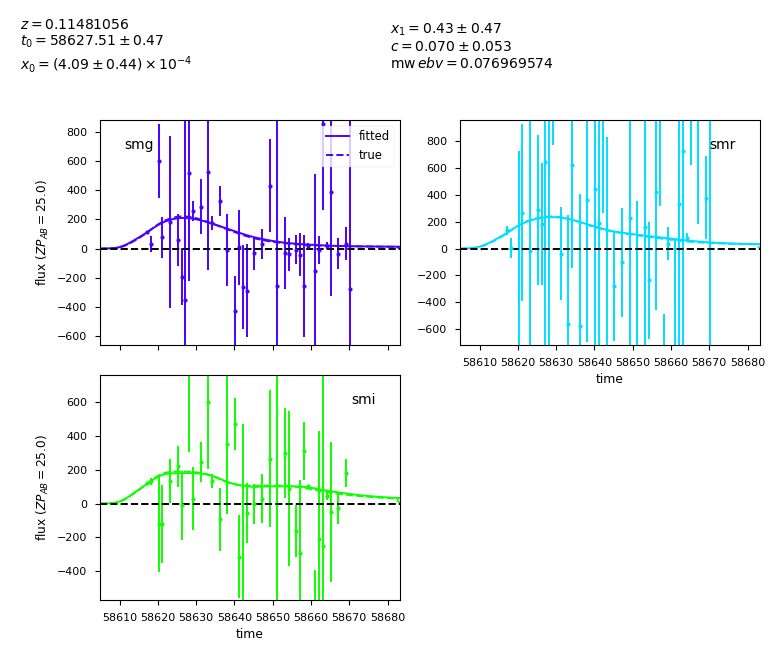 z = 0.11481056
t₀ = 58627.51 ± 0.47
x₀ = (4.09 ± 0.44) × 10⁻⁴
x₁ = 0.43 ± 0.47
c = 0.070 ± 0.053
mw ebv = 0.076969574
800
600
400
200
0
−200
−400
−600
flux (ZP_AB = 25.0)
smg
fitted
true
800
600
400
200
0
−200
−400
−600
smr
58610 58620 58630 58640 58650 58660 58670 58680
time
600
400
200
0
−200
−400
flux (ZP_AB = 25.0)
smi
58610 58620 58630 58640 58650 58660 58670 58680
time